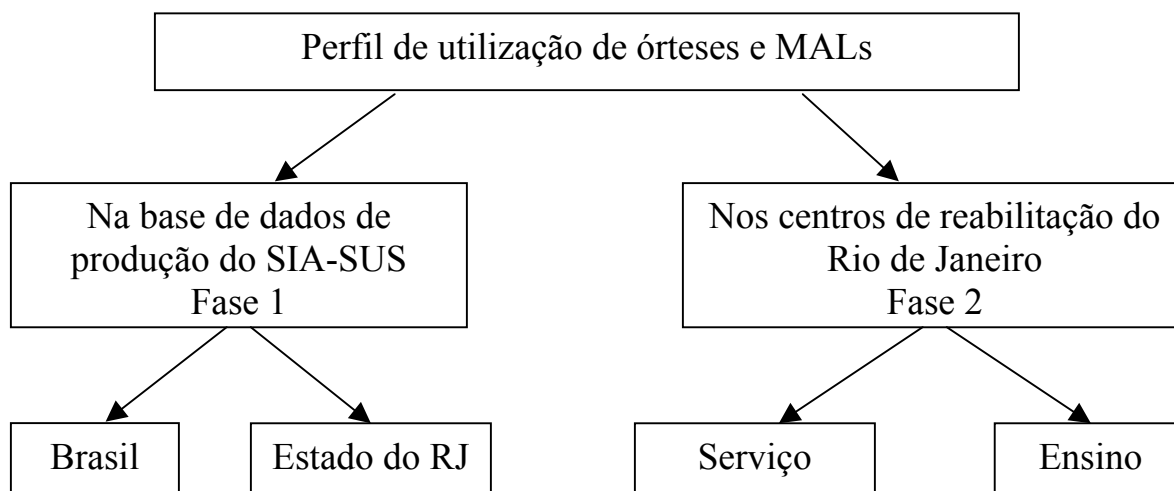 Perfil de utilização de órteses e MALs
Na base de dados de
produção do SIA-SUS
Fase 1
Nos centros de reabilitação do
Rio de Janeiro
Fase 2
Brasil
Estado do RJ
Serviço
Ensino